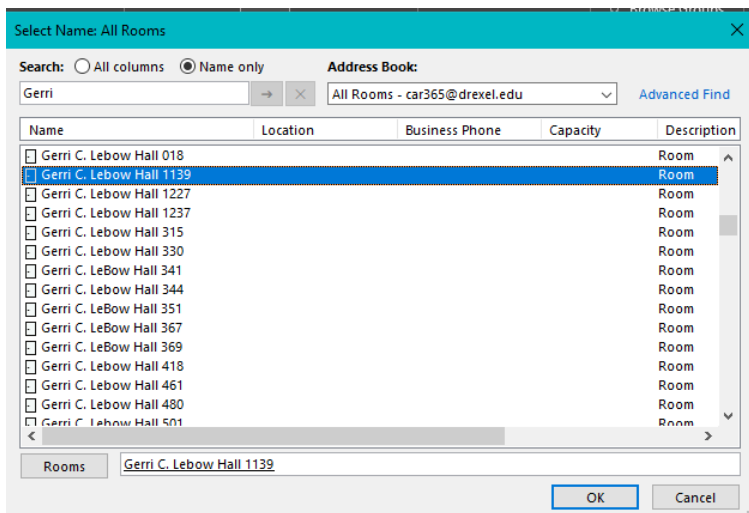 Browse Groups
Select Name: All Rooms
Search: All columns Name only Address Book:
Gerri All Rooms - car365@drexel.edu Advanced Find
Name Location Business Phone Capacity Description
Gerri C. Lebow Hall 018 Room
Gerri C. Lebow Hall 1139 Room
Gerri C. Lebow Hall 1227 Room
Gerri C. Lebow Hall 1237 Room
Gerri C. Lebow Hall 315 Room
Gerri C. Lebow Hall 330 Room
Gerri C. LeBow Hall 341 Room
Gerri C. Lebow Hall 344 Room
Gerri C. LeBow Hall 351 Room
Gerri C. LeBow Hall 367 Room
Gerri C. LeBow Hall 369 Room
Gerri C. Lebow Hall 418 Room
Gerri C. Lebow Hall 461 Room
Gerri C. Lebow Hall 480 Room
Gerri C. Lebow Hall 501 Room
Rooms Gerri C. Lebow Hall 1139
OK Cancel